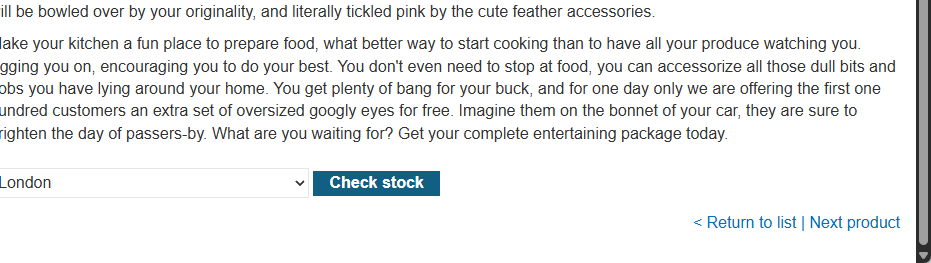 ill be bowled over by your originality, and literally tickled pink by the cute feather accessories.
ake your kitchen a fun place to prepare food, what better way to start cooking than to have all your produce watching you.
gging you on, encouraging you to do your best. You don't even need to stop at food, you can accessorize all those dull bits and
obs you have lying around your home. You get plenty of bang for your buck, and for one day only we are offering the first one
undred customers an extra set of oversized googly eyes for free. Imagine them on the bonnet of your car, they are sure to
righten the day of passers-by. What are you waiting for? Get your complete entertaining package today.
London
Check stock
< Return to list | Next product